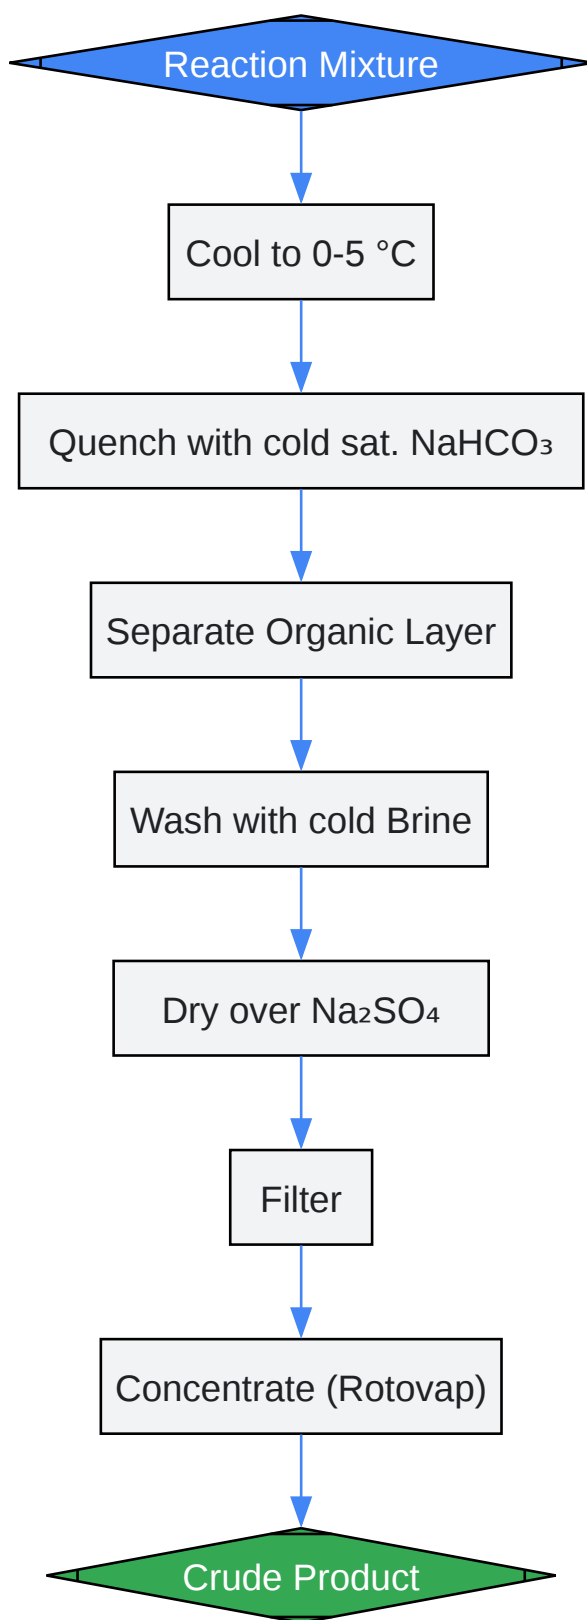 Reaction Mixture
Cool to 0-5 °C
Quench with cold sat. NaHCO₃
Separate Organic Layer
Wash with cold Brine
Dry over Na₂SO₄
Filter
Concentrate (Rotovap)
Crude Product